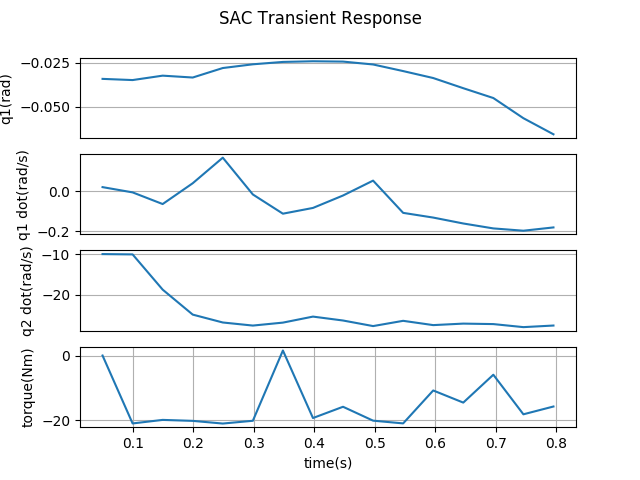 SAC Transient Response
q1(rad)
−0.025
−0.050
q1 dot(rad/s)
0.0
−0.2
q2 dot(rad/s)
−10
−20
torque(Nm)
0
−20
0.1 0.2 0.3 0.4 0.5 0.6 0.7 0.8
time(s)